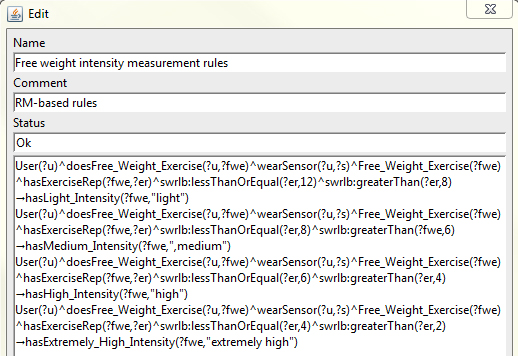 Edit
Name
Free weight intensity measurement rules
Comment
RM-based rules
Status
Ok
User(?u)^doesFree_Weight_Exercise(?u,?fwe)^wearSensor(?u,?s)^Free_Weight_Exercise(?fwe)
^hasExerciseRep(?fwe,?er)^swrlb:lessThanOrEqual(?er,12)^swrlb:greaterThan(?er,8)
→hasLight_Intensity(?fwe,"light")
User(?u)^doesFree_Weight_Exercise(?u,?fwe)^wearSensor(?u,?s)^Free_Weight_Exercise(?fwe)
^hasExerciseRep(?fwe,?er)^swrlb:lessThanOrEqual(?er,8)^swrlb:greaterThan(?fwe,6)
→hasMedium_Intensity(?fwe,",medium")
User(?u)^doesFree_Weight_Exercise(?u,?fwe)^wearSensor(?u,?s)^Free_Weight_Exercise(?fwe)
^hasExerciseRep(?fwe,?er)^swrlb:lessThanOrEqual(?er,6)^swrlb:greaterThan(?er,4)
→hasHigh_Intensity(?fwe,"high")
User(?u)^doesFree_Weight_Exercise(?u,?fwe)^wearSensor(?u,?s)^Free_Weight_Exercise(?fwe)
^hasExerciseRep(?fwe,?er)^swrlb:lessThanOrEqual(?er,4)^swrlb:greaterThan(?er,2)
→hasExtremely_High_Intensity(?fwe,"extremely high")